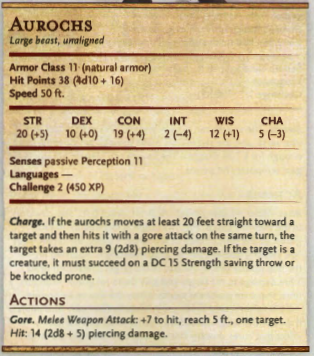 AUROCHS
Large beast, unaligned
Armor Class 11 (natural armor)
Hit Points 38 (4d10 + 16)
Speed 50 ft.
STR DEX CON INT WIS CHA
20 (+5) 10 (+0) 19 (+4) 2 (−4) 12 (+1) 5 (−3)
Senses passive Perception 11
Languages —
Challenge 2 (450 XP)
Charge. If the aurochs moves at least 20 feet straight toward a
target and then hits it with a gore attack on the same turn, the
target takes an extra 9 (2d8) piercing damage. If the target is a
creature, it must succeed on a DC 15 Strength saving throw or
be knocked prone.
ACTIONS
Gore. Melee Weapon Attack: +7 to hit, reach 5 ft., one target.
Hit: 14 (2d8 + 5) piercing damage.